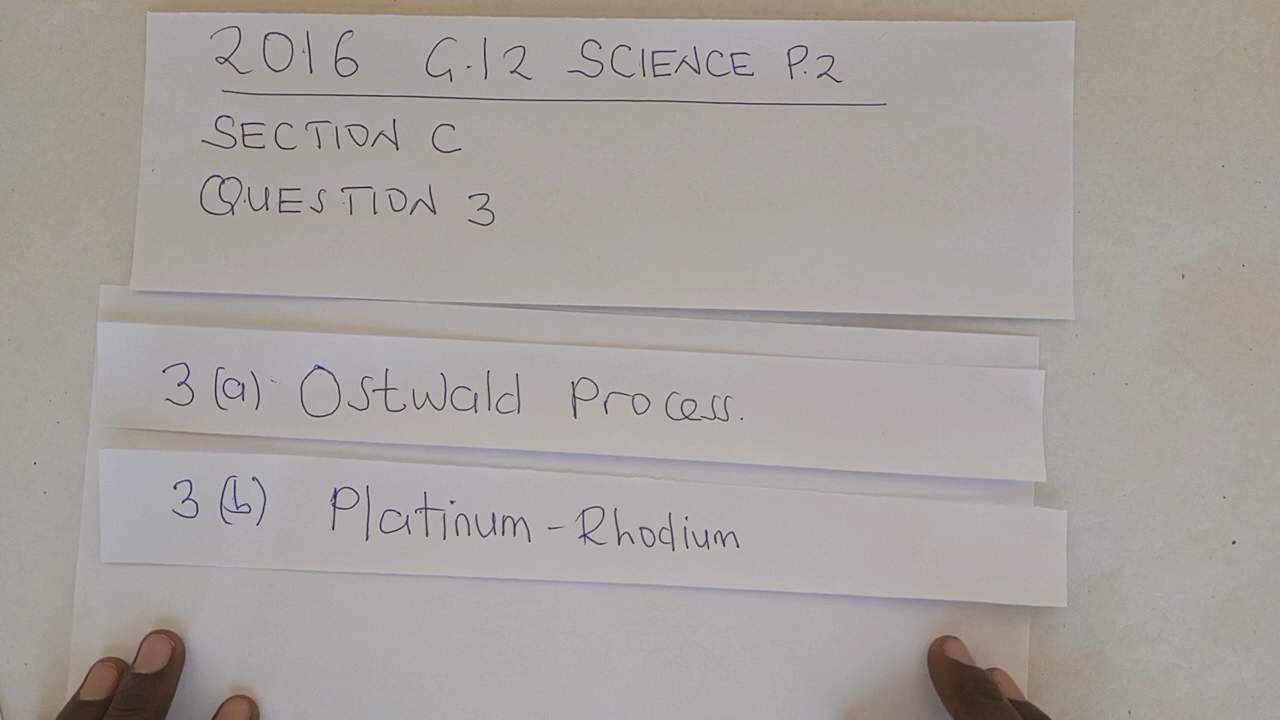 2016 G.12 SCIENCE P.2
SECTION C
QUESTION 3
3 (a). Ostwald Process.
3 (b) Platinum-Rhodium